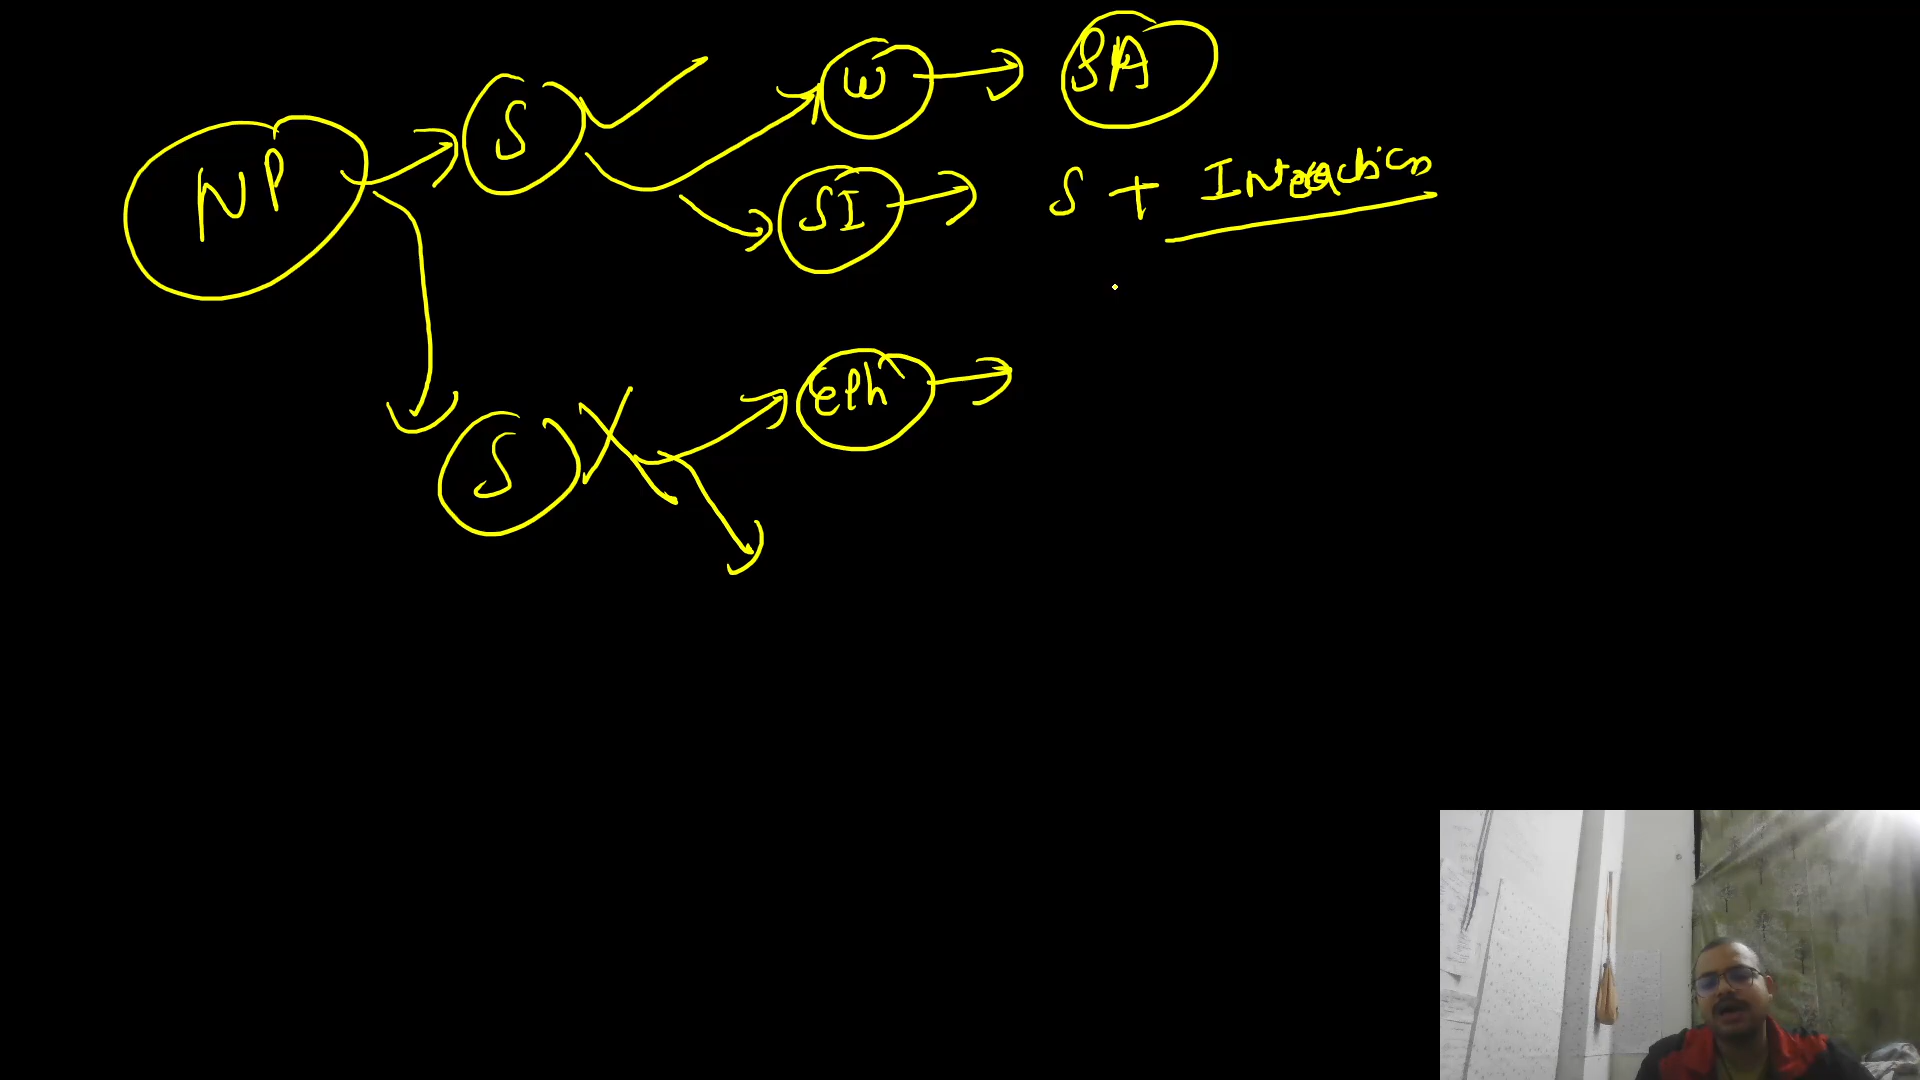 NP
S
W
SA
SI
S + Interaction
S
ePh